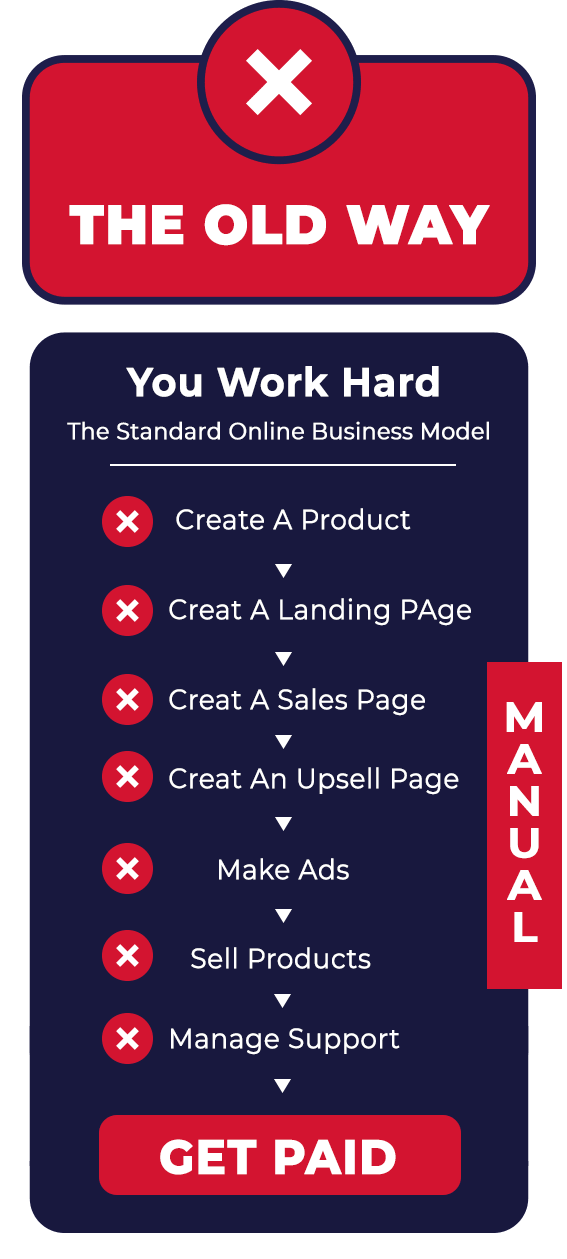 THE OLD WAY
You Work Hard
The Standard Online Business Model
Create A Product
Creat A Landing PAge
Creat A Sales Page
Creat An Upsell Page
Make Ads
Sell Products
Manage Support
GET PAID
MANUAL